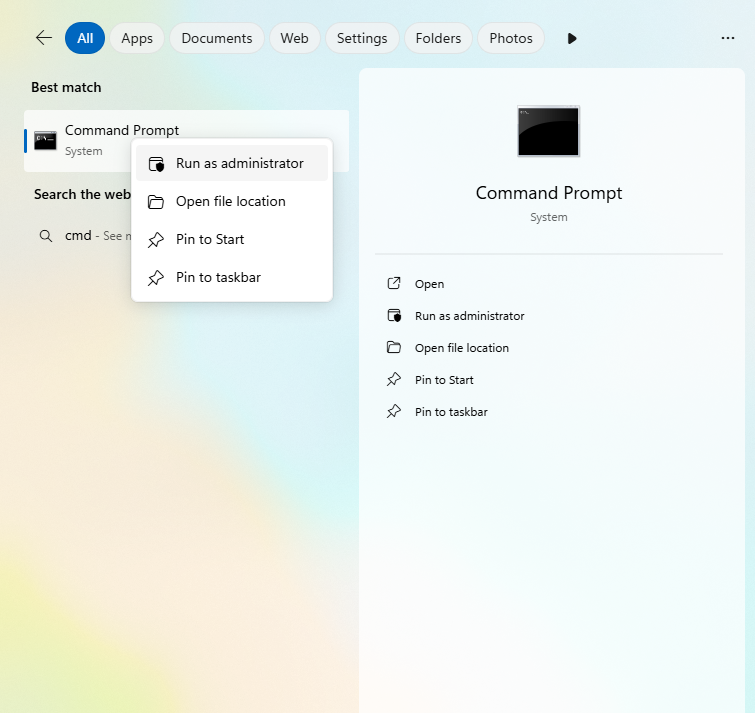 All Apps Documents Web Settings Folders Photos
Best match
Command Prompt
System
Run as administrator
Open file location
Pin to Start
Pin to taskbar
Search the web
cmd - See
Command Prompt
System
Open
Run as administrator
Open file location
Pin to Start
Pin to taskbar